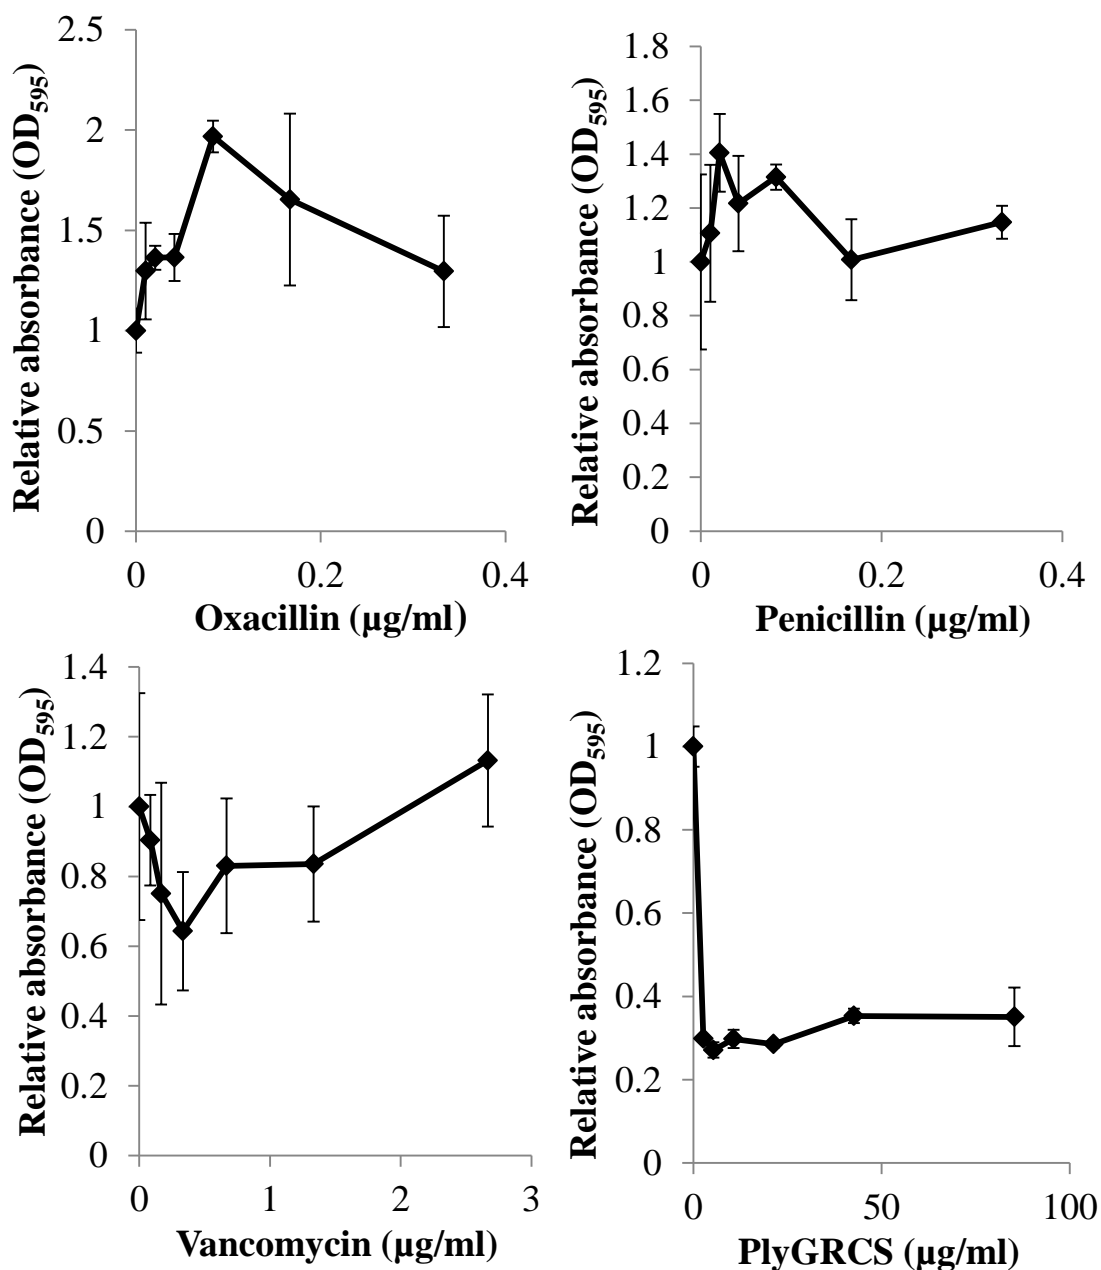 Relative absorbance (OD595)
2.5
2
1.5
1
0.5
0
0 0.2 0.4
Oxacillin (µg/ml)
Relative absorbance (OD595)
1.8
1.6
1.4
1.2
1
0.8
0.6
0.4
0.2
0
0 0.2 0.4
Penicillin (µg/ml)
Relative absorbance (OD595)
1.4
1.2
1
0.8
0.6
0.4
0.2
0
0 1 2 3
Vancomycin (µg/ml)
Relative absorbance (OD595)
1.2
1
0.8
0.6
0.4
0.2
0
0 50 100
PlyGRCS (µg/ml)